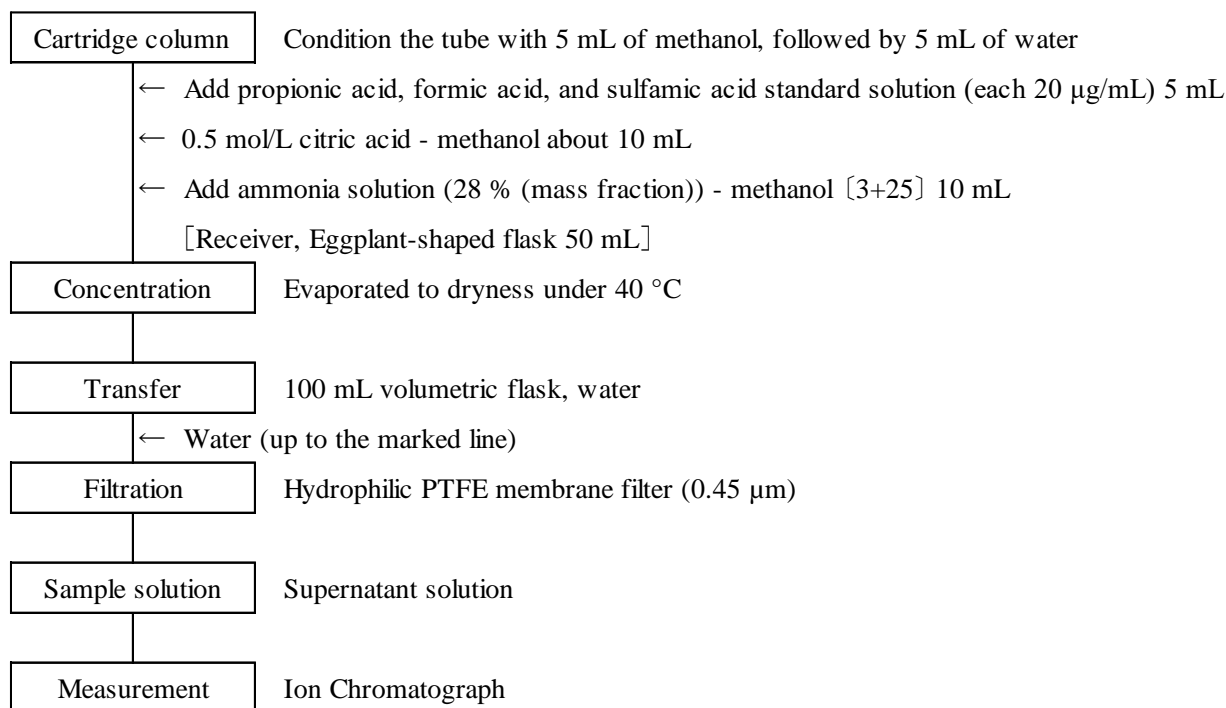 Cartridge column Condition the tube with 5 mL of methanol, followed by 5 mL of water
← Add propionic acid, formic acid, and sulfamic acid standard solution (each 20 μg/mL) 5 mL
← 0.5 mol/L citric acid - methanol about 10 mL
← Add ammonia solution (28 % (mass fraction)) - methanol〔3+25〕10 mL
［Receiver, Eggplant-shaped flask 50 mL］
Concentration Evaporated to dryness under 40 °C
Transfer 100 mL volumetric flask, water
← Water (up to the marked line)
Filtration Hydrophilic PTFE membrane filter (0.45 μm)
Sample solution Supernatant solution
Measurement Ion Chromatograph